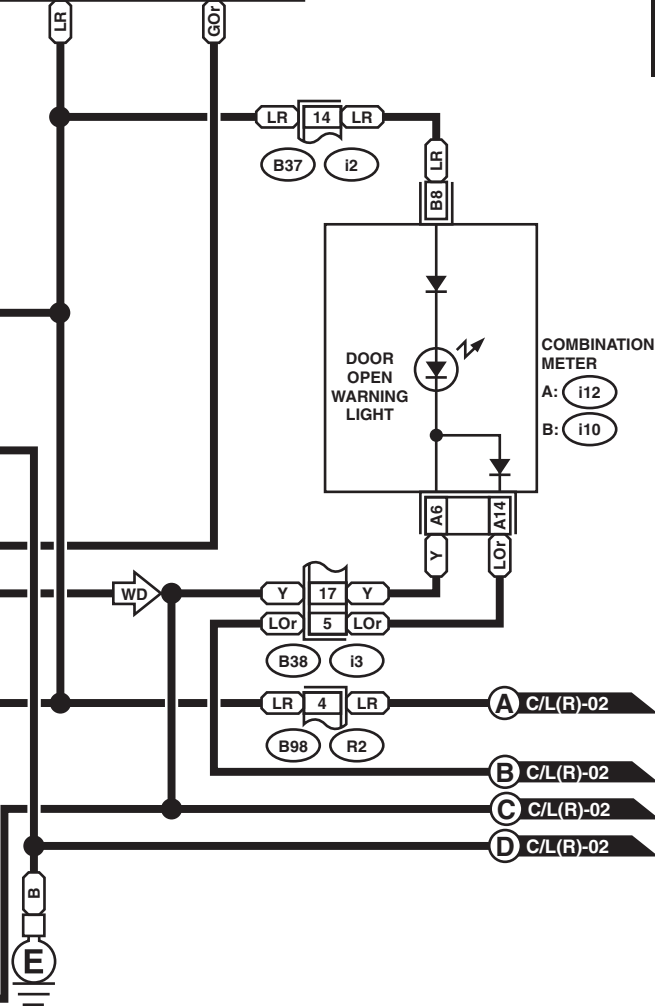 LR
GOr
LR 14 LR
B37 i2
LR
B8
DOOR
OPEN
WARNING
LIGHT
COMBINATION
METER
A: i12
B: i10
A6 A14
Y LOr
WD
Y 17 Y
LOr 5 LOr
B38 i3
LR 4 LR
A C/L(R)-02
B98 R2
B C/L(R)-02
C C/L(R)-02
D C/L(R)-02
B
E